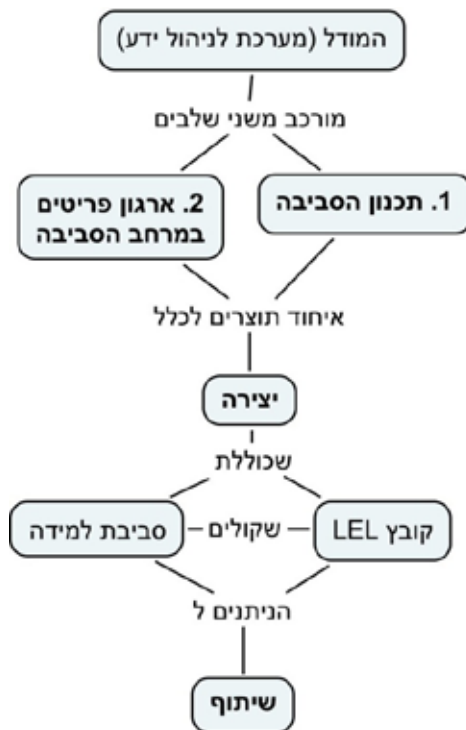 המודל (מערכת לניהול ידע)
מורכב משני שלבים
1. תכנון הסביבה
2. ארגון פריטים
במרחב הסביבה
איחוד תוצרים לכלל
יצירה
שכוללת
קובץ LEL
שקולים
סביבת למידה
הניתנים ל
שיתוף